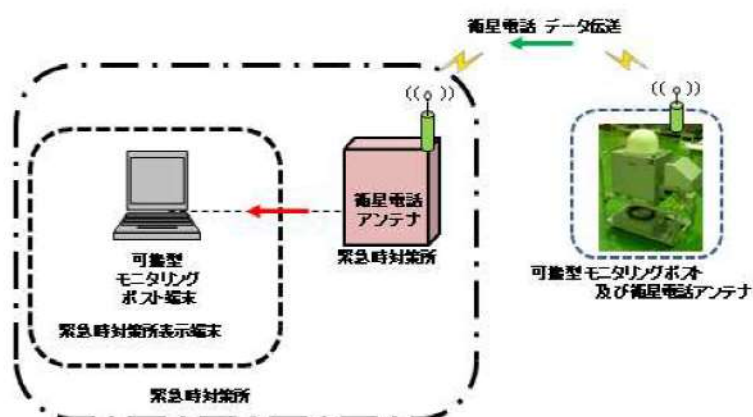 衛星電話 データ伝送
((  ))
((  ))
衛星電話
アンテナ
緊急時対策所
可搬型
モニタリング
ポスト端末
緊急時対策所表示端末
緊急時対策所
可搬型モニタリングポスト
及び衛星電話アンテナ